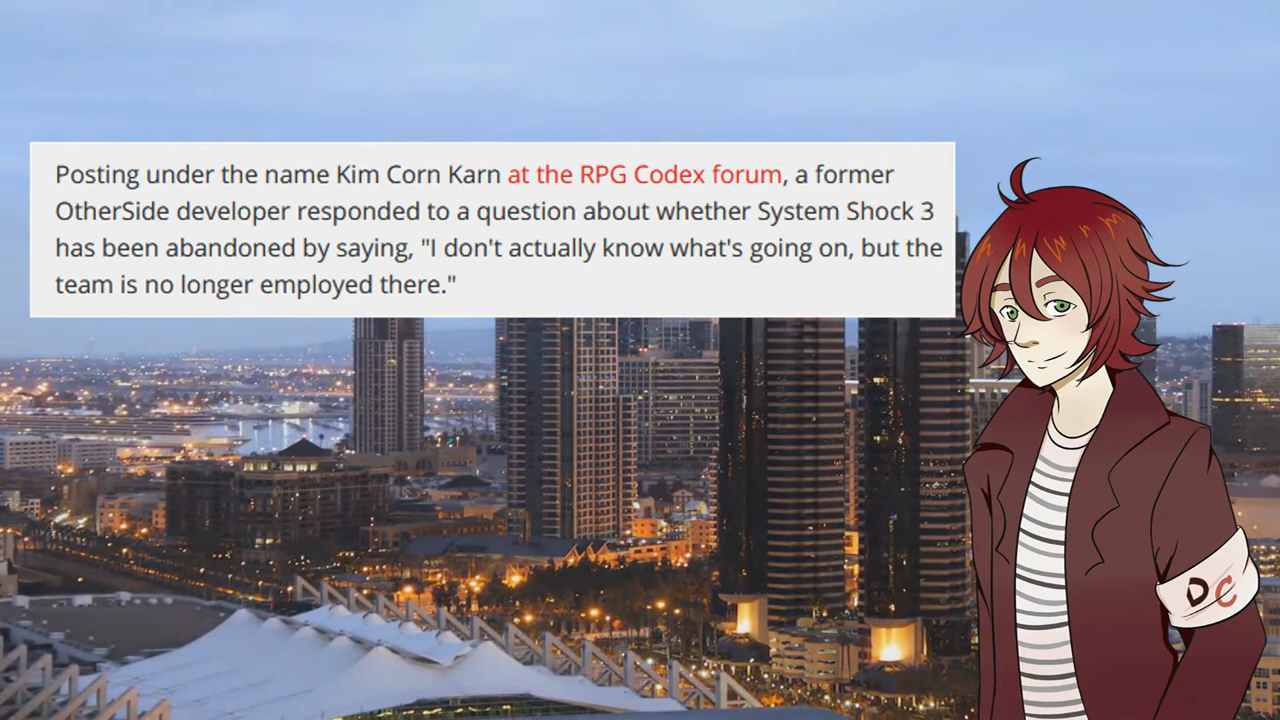 Posting under the name Kim Corn Karn at the RPG Codex forum, a former
OtherSide developer responded to a question about whether System Shock 3
has been abandoned by saying, "I don't actually know what's going on, but the
team is no longer employed there."
DC